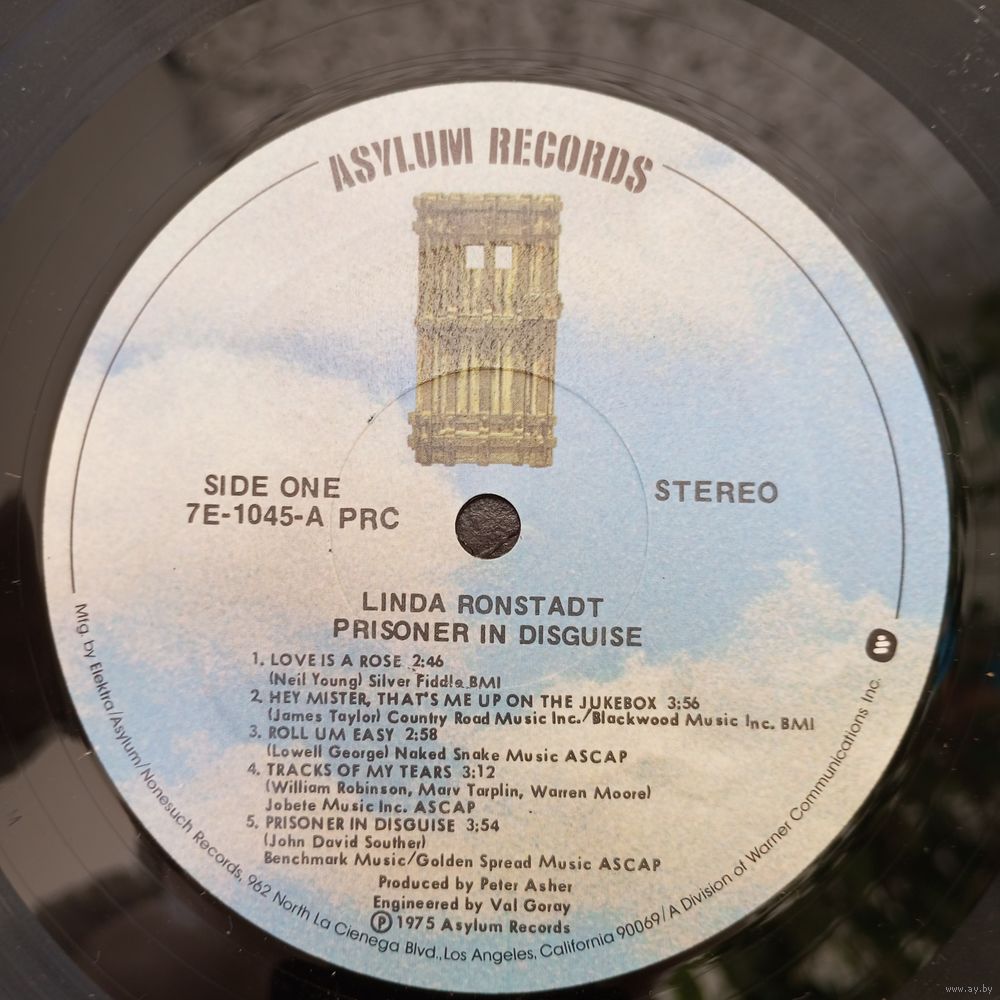 ASYLUM RECORDS
SIDE ONE
7E-1045-A PRC
STEREO
LINDA RONSTADT
PRISONER IN DISGUISE
1. LOVE IS A ROSE 2:46
(Neil Young) Silver Fiddle BMI
2. HEY MISTER, THAT'S ME UP ON THE JUKEBOX 3:56
(James Taylor) Country Road Music Inc./Blackwood Music Inc. BMI
3. ROLL UM EASY 2:58
(Lowell George) Naked Snake Music ASCAP
4. TRACKS OF MY TEARS 3:12
(William Robinson, Marv Tarplin, Warren Moore)
Jobete Music Inc. ASCAP
5. PRISONER IN DISGUISE 3:54
(John David Souther)
Benchmark Music/Golden Spread Music ASCAP
Produced by Peter Asher
Engineered by Val Garay
Ⓟ 1975 Asylum Records
Mfg. by Elektra/Asylum/Nonesuch Records, 962 North La Cienega Blvd., Los Angeles, California 90069/A Division of Warner Communications Inc.
www.ay.by